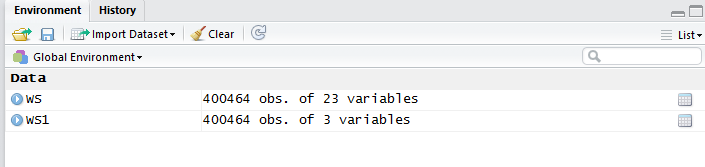 Environment History
Import Dataset Clear List
Global Environment
Data
WS 400464 obs. of 23 variables
WS1 400464 obs. of 3 variables